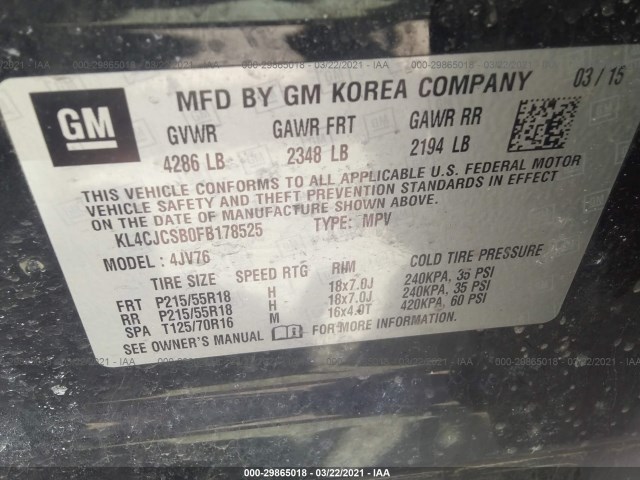 000-29865018 - 03/22/2021 - IAA
GM
MFD BY GM KOREA COMPANY 03 / 15
GVWR GAWR FRT GAWR RR
4286 LB 2348 LB 2194 LB
THIS VEHICLE CONFORMS TO ALL APPLICABLE U.S. FEDERAL MOTOR
VEHICLE SAFETY AND THEFT PREVENTION STANDARDS IN EFFECT
ON THE DATE OF MANUFACTURE SHOWN ABOVE.
KL4CJCSB0FB178525 TYPE: MPV
MODEL: 4JV76
TIRE SIZE SPEED RTG RIM COLD TIRE PRESSURE
FRT P215/55R18 H 18x7.0J 240KPA, 35 PSI
RR P215/55R18 H 18x7.0J 240KPA, 35 PSI
SPA T125/70R16 M 16x4.0T 420KPA, 60 PSI
SEE OWNER'S MANUAL FOR MORE INFORMATION.
000-29865018 - 03/22/2021 - IAA